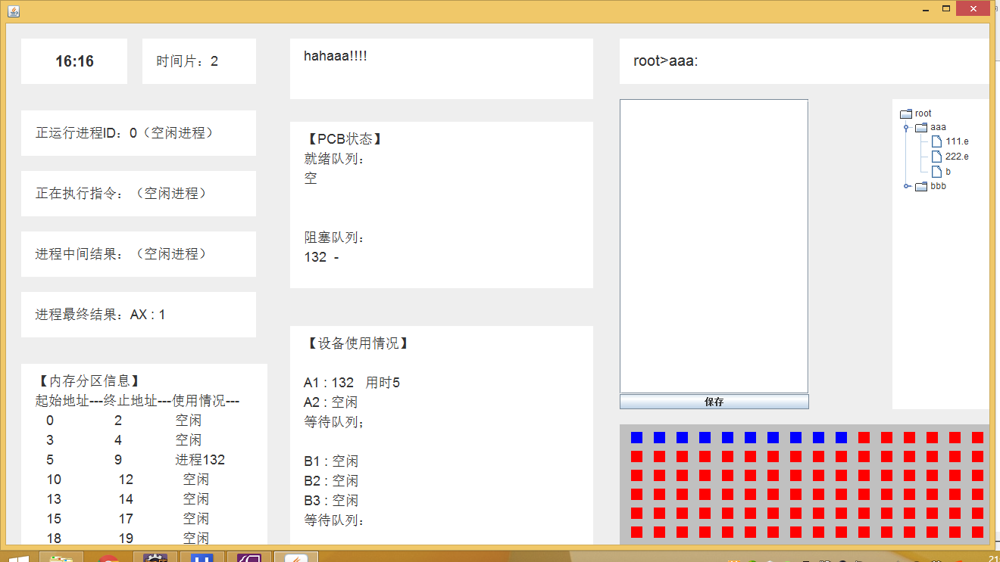 16:16
时间片：2
正运行进程ID：0（空闲进程）
正在执行指令：（空闲进程）
进程中间结果：（空闲进程）
进程最终结果：AX : 1
【内存分区信息】
起始地址---终止地址---使用情况---
0 2 空闲
3 4 空闲
5 9 进程132
10 12 空闲
13 14 空闲
15 17 空闲
18 19 空闲
hahaaa!!!!
【PCB状态】
就绪队列：
空
阻塞队列：
132 -
【设备使用情况】
A1 : 132 用时5
A2 : 空闲
等待队列；
B1 : 空闲
B2 : 空闲
B3 : 空闲
等待队列：
root>aaa:
保存
root
aaa
111.e
222.e
b
bbb